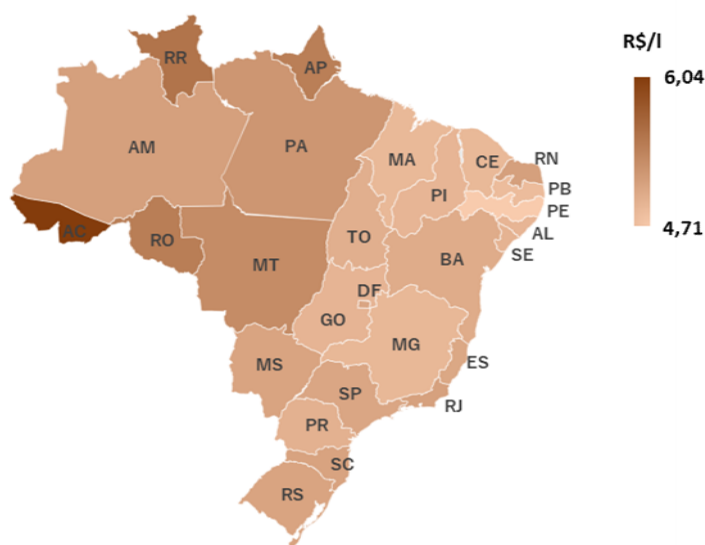 R$/l
6,04
4,71
RR
AP
AM
PA
MA
CE
RN
PI
PB
PE
AL
SE
AC
RO
TO
BA
MT
DF
GO
MG
ES
MS
SP
RJ
PR
SC
RS